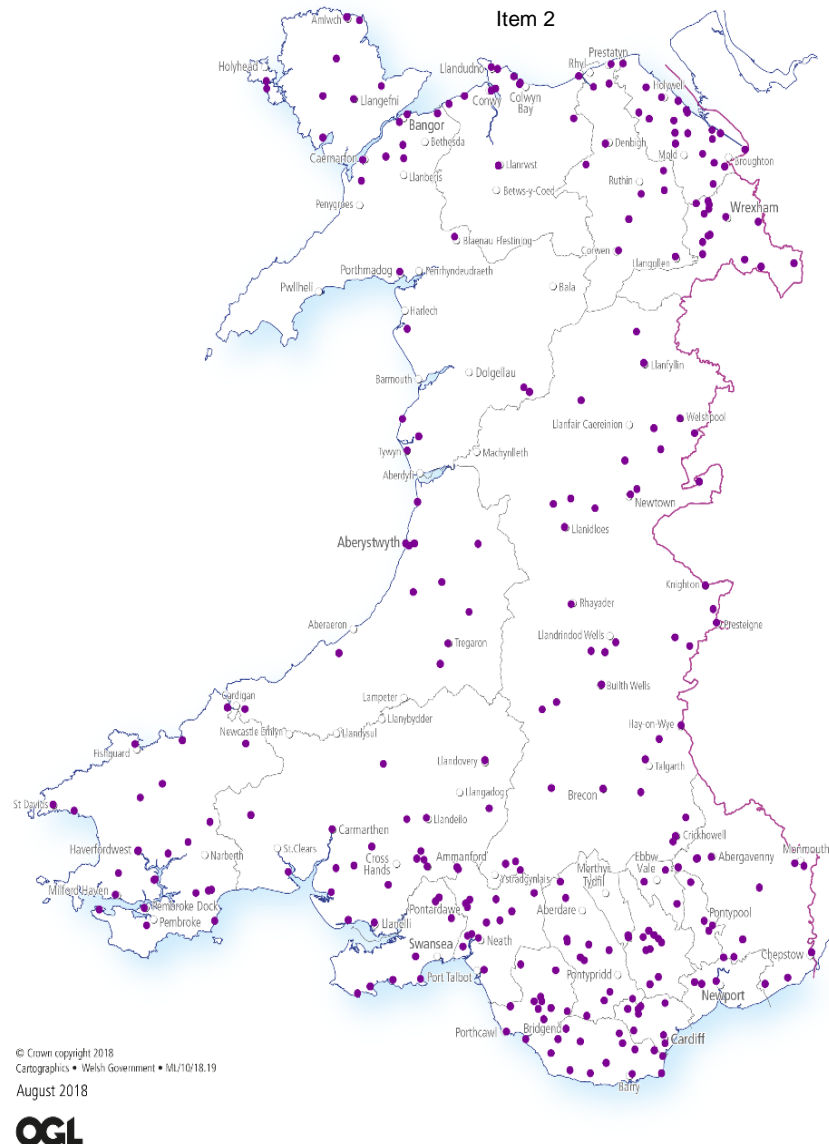 Item 2
Amlwch
Holyhead
Llangefni
Llandudno
Conwy
Colwyn
Bay
Rhyl
Prestatyn
Holywell
Bangor
Bethesda
Caernarfon
Llanberis
Penygroes
Llanrwst
Betws-y-Coed
Denbigh
Mold
Broughton
Ruthin
Wrexham
Blaenau Ffestiniog
Corwen
Llangollen
Porthmadog
Penrhyndeudraeth
Pwllheli
Bala
Harlech
Llanfyllin
Barmouth
Dolgellau
Welshpool
Llanfair Caereinion
Tywyn
Machynlleth
Aberdyfi
Newtown
Llanidloes
Aberystwyth
Knighton
Rhayader
Presteigne
Aberaeron
Llandrindod Wells
Tregaron
Builth Wells
Lampeter
Cardigan
Llanybydder
Newcastle Emlyn
Llandysul
Hay-on-Wye
Fishguard
Llandovery
Talgarth
Llangadog
Brecon
St Davids
Llandeilo
Carmarthen
Crickhowell
Haverfordwest
Narberth
St.Clears
Cross
Hands
Ammanford
Abergavenny
Monmouth
Ystradgynlais
Merthyr
Tydfil
Ebbw
Vale
Milford Haven
Pembroke Dock
Pembroke
Pontardawe
Aberdare
Pontypool
Llanelli
Swansea
Neath
Chepstow
Port Talbot
Pontypridd
Newport
Porthcawl
Bridgend
Cardiff
Barry
© Crown copyright 2018
Cartographics • Welsh Government • ML/10/18.19
August 2018
OGL